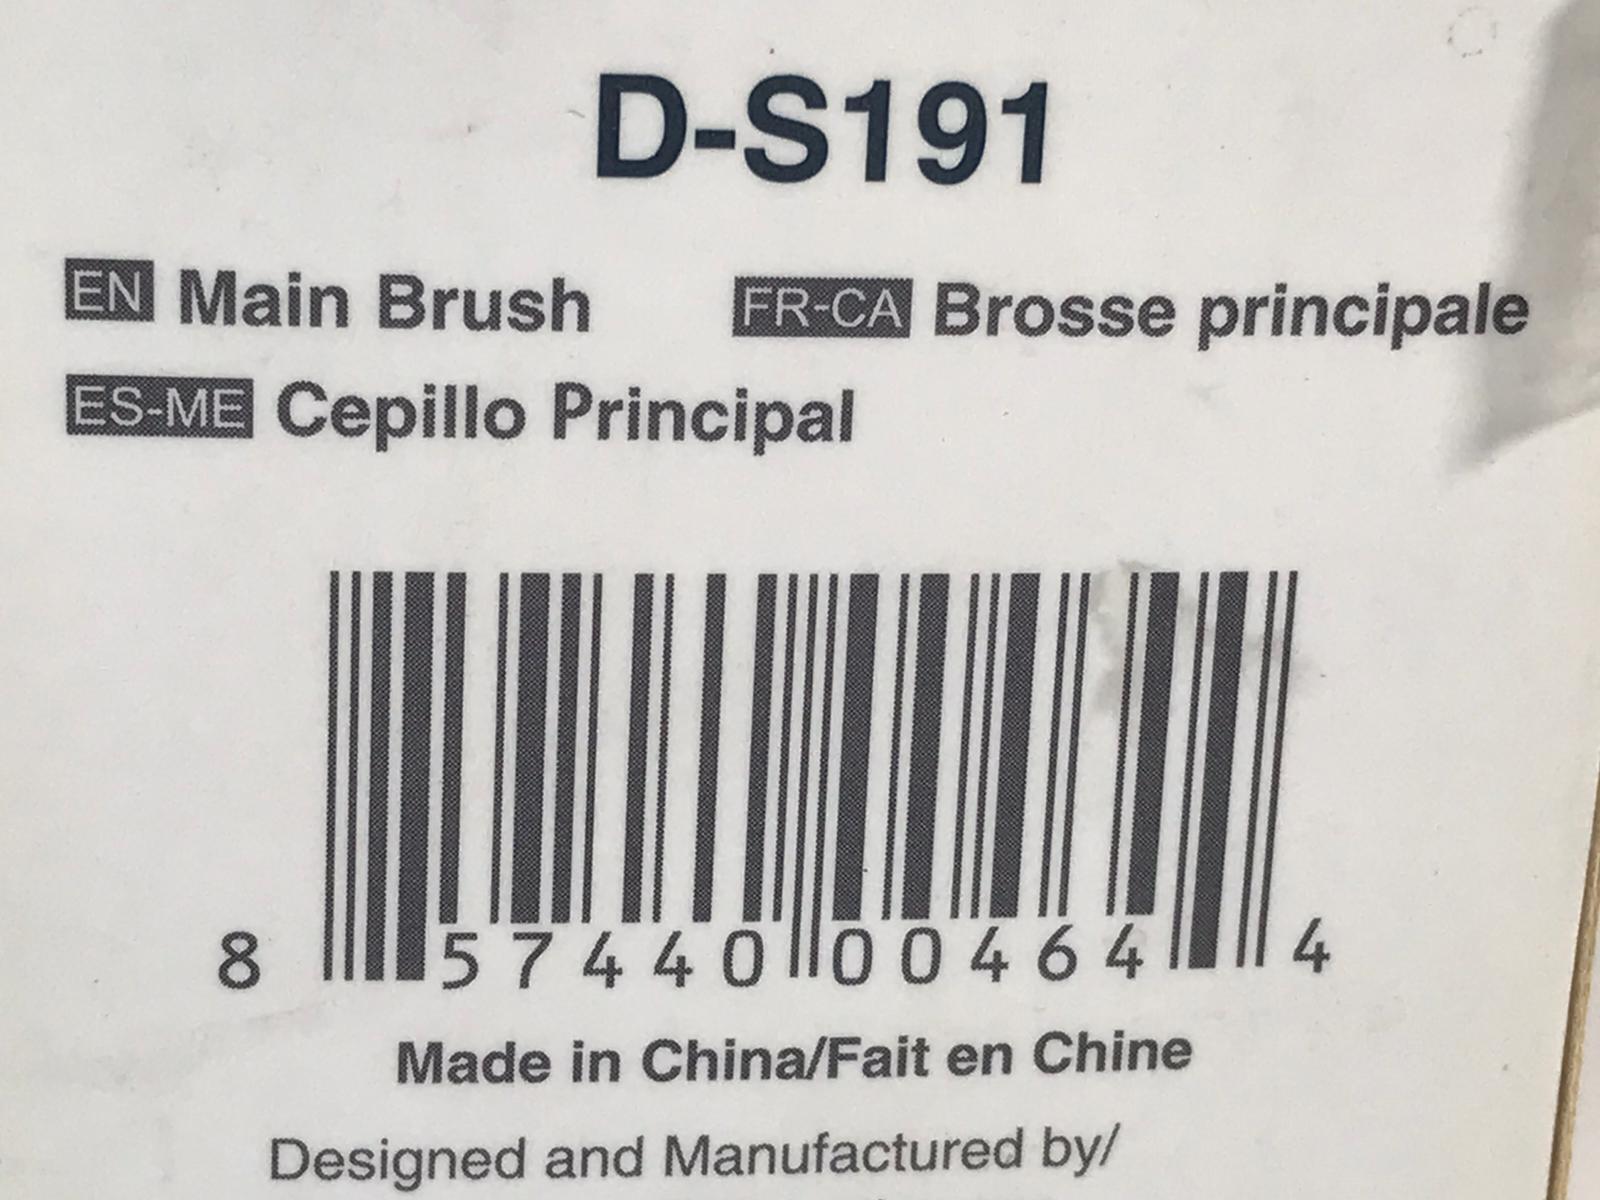 D-S191
EN Main Brush FR-CA Brosse principale
ES-ME Cepillo Principal
8 57440 00464 4
Made in China/Fait en Chine
Designed and Manufactured by/